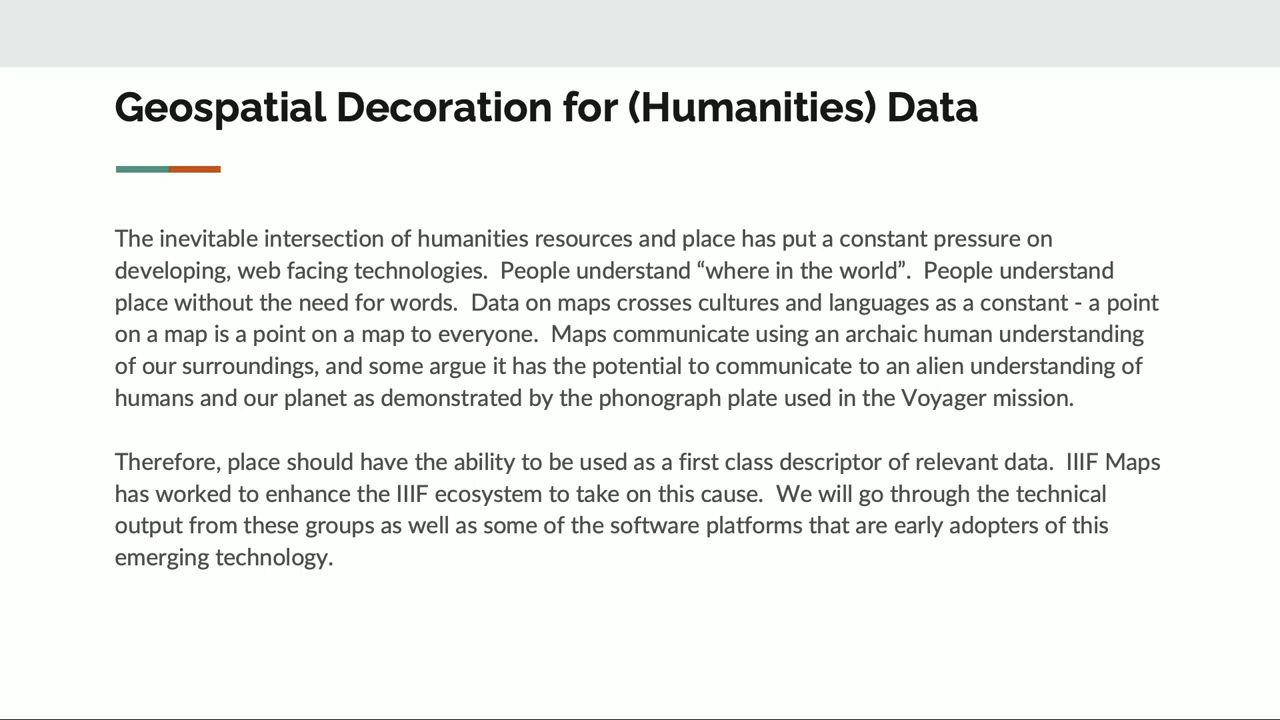 Geospatial Decoration for (Humanities) Data
The inevitable intersection of humanities resources and place has put a constant pressure on
developing, web facing technologies.  People understand “where in the world”.  People understand
place without the need for words.  Data on maps crosses cultures and languages as a constant - a point
on a map is a point on a map to everyone.  Maps communicate using an archaic human understanding
of our surroundings, and some argue it has the potential to communicate to an alien understanding of
humans and our planet as demonstrated by the phonograph plate used in the Voyager mission.
Therefore, place should have the ability to be used as a first class descriptor of relevant data.  IIIF Maps
has worked to enhance the IIIF ecosystem to take on this cause.  We will go through the technical
output from these groups as well as some of the software platforms that are early adopters of this
emerging technology.